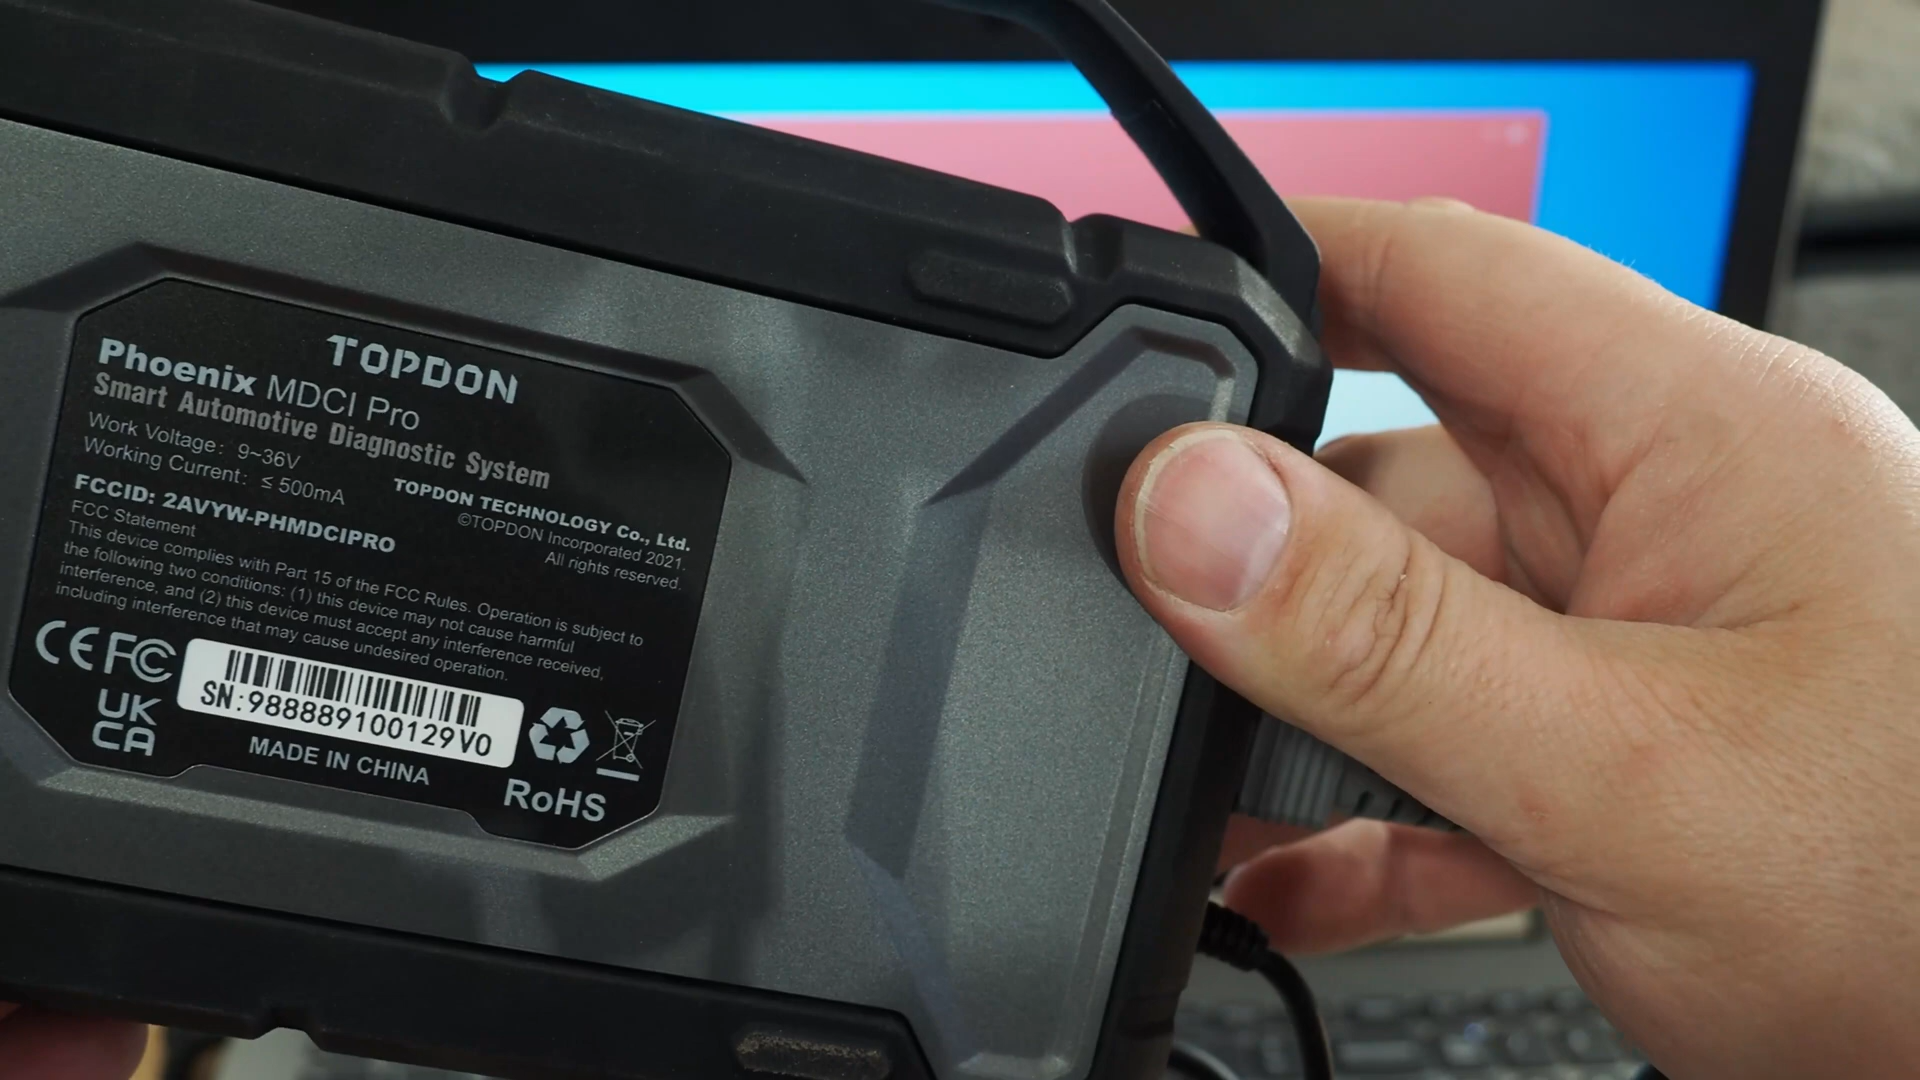 TOPDON
Phoenix MDCI Pro
Smart Automotive Diagnostic System
Work Voltage: 9~36V
Working Current: ≤ 500mA
TOPDON TECHNOLOGY Co., Ltd.
©TOPDON Incorporated 2021.
All rights reserved.
FCCID: 2AVYW-PHMDCIPRO
FCC Statement
This device complies with Part 15 of the FCC Rules. Operation is subject to
the following two conditions: (1) this device may not cause harmful
interference, and (2) this device must accept any interference received,
including interference that may cause undesired operation.
CE FC
UK
CA
SN:988889100129V0
MADE IN CHINA
RoHS